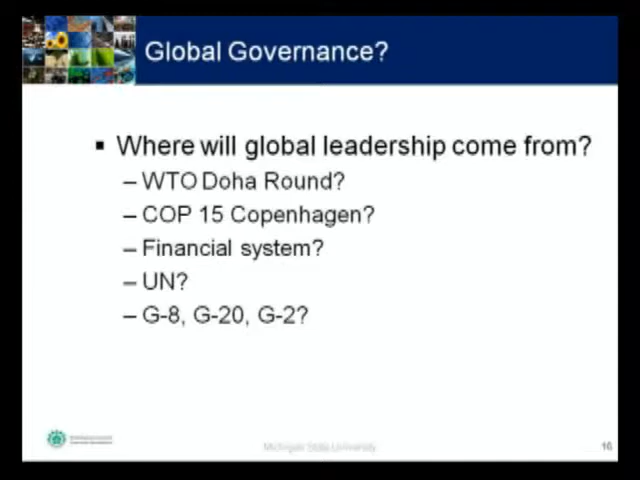 Global Governance?
▪ Where will global leadership come from?
– WTO Doha Round?
– COP 15 Copenhagen?
– Financial system?
– UN?
– G-8, G-20, G-2?
Michigan State University
16